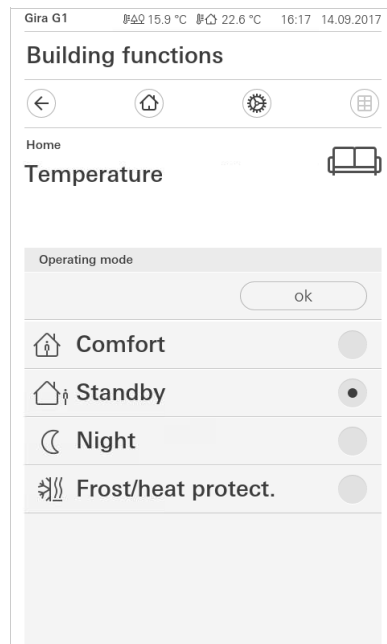 Gira G1 15.9 °C 22.6 °C 16:17 14.09.2017
Building functions
Home
Temperature
Operating mode
ok
Comfort
Standby
Night
Frost/heat protect.